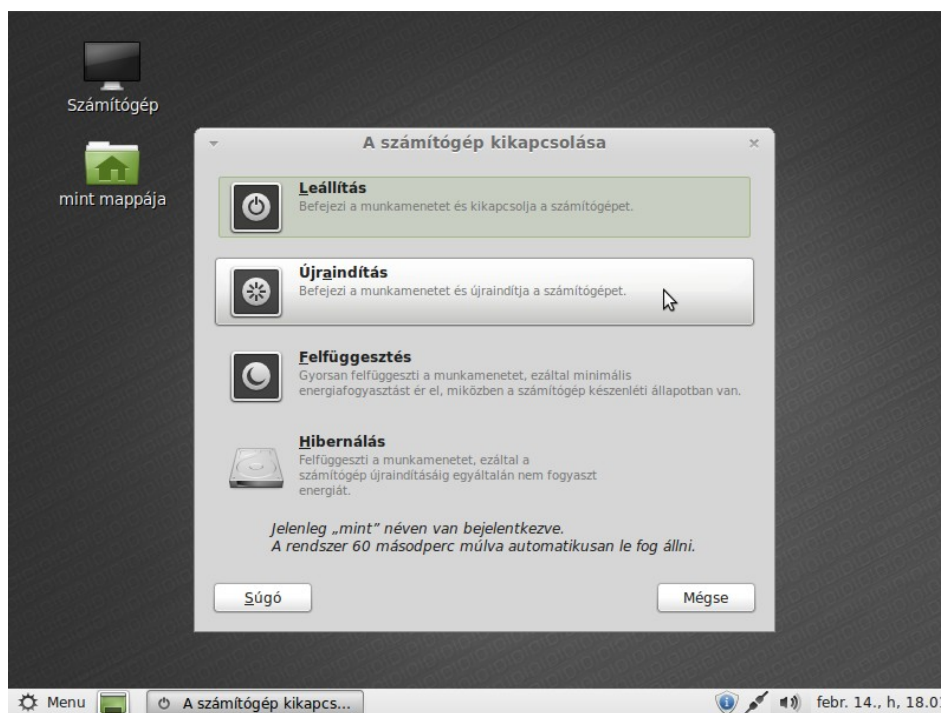 Számítógép
mint mappája
A számítógép kikapcsolása
Leállítás
Befejezi a munkamenetet és kikapcsolja a számítógépet.
Újraindítás
Befejezi a munkamenetet és újraindítja a számítógépet.
Felfüggesztés
Gyorsan felfüggeszti a munkamenetet, ezáltal minimális
energiafogyasztást ér el, miközben a számítógép készenléti állapotban van.
Hibernálás
Felfüggeszti a munkamenetet, ezáltal a
számítógép újraindításáig egyáltalán nem fogyaszt
energiát.
Jelenleg „mint” néven van bejelentkezve.
A rendszer 60 másodperc múlva automatikusan le fog állni.
Súgó
Mégse
Menu
A számítógép kikapcs...
febr. 14., h, 18.0